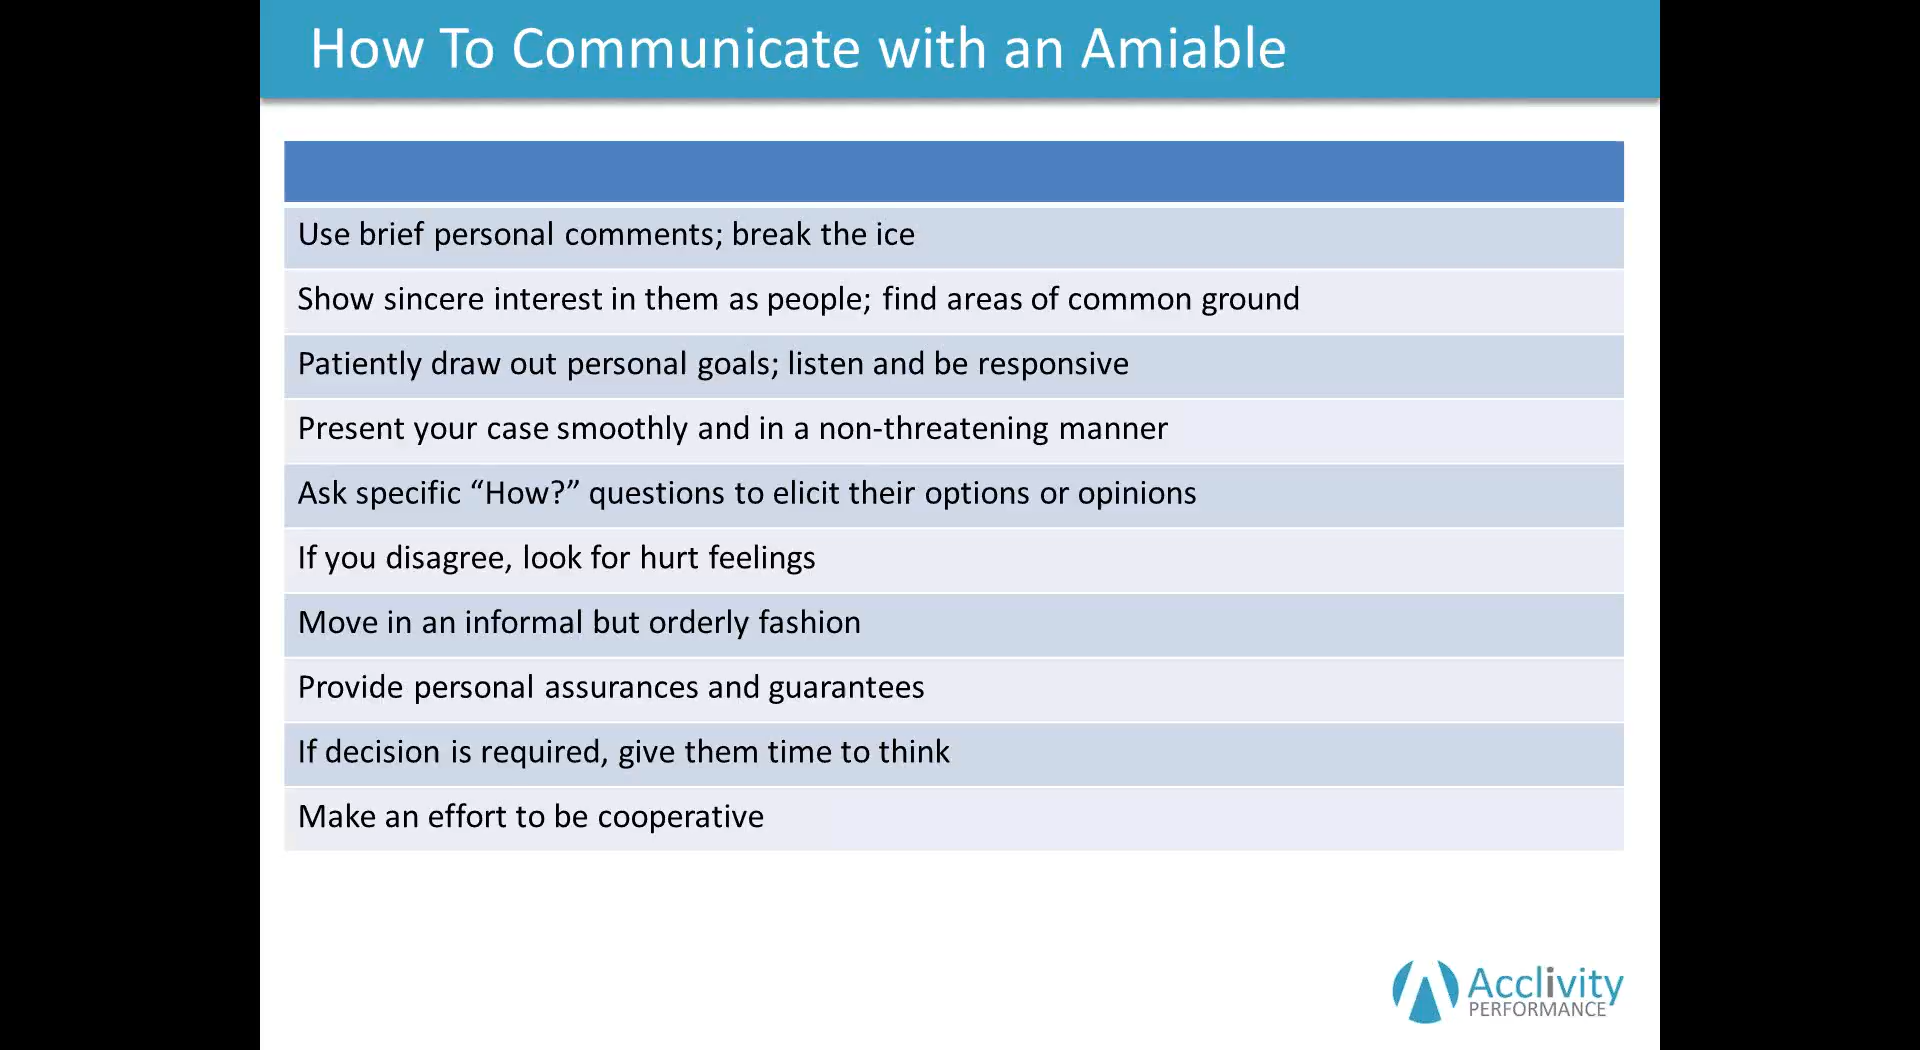 How To Communicate with an Amiable
Use brief personal comments; break the ice
Show sincere interest in them as people; find areas of common ground
Patiently draw out personal goals; listen and be responsive
Present your case smoothly and in a non-threatening manner
Ask specific “How?” questions to elicit their options or opinions
If you disagree, look for hurt feelings
Move in an informal but orderly fashion
Provide personal assurances and guarantees
If decision is required, give them time to think
Make an effort to be cooperative
Acclivity
PERFORMANCE